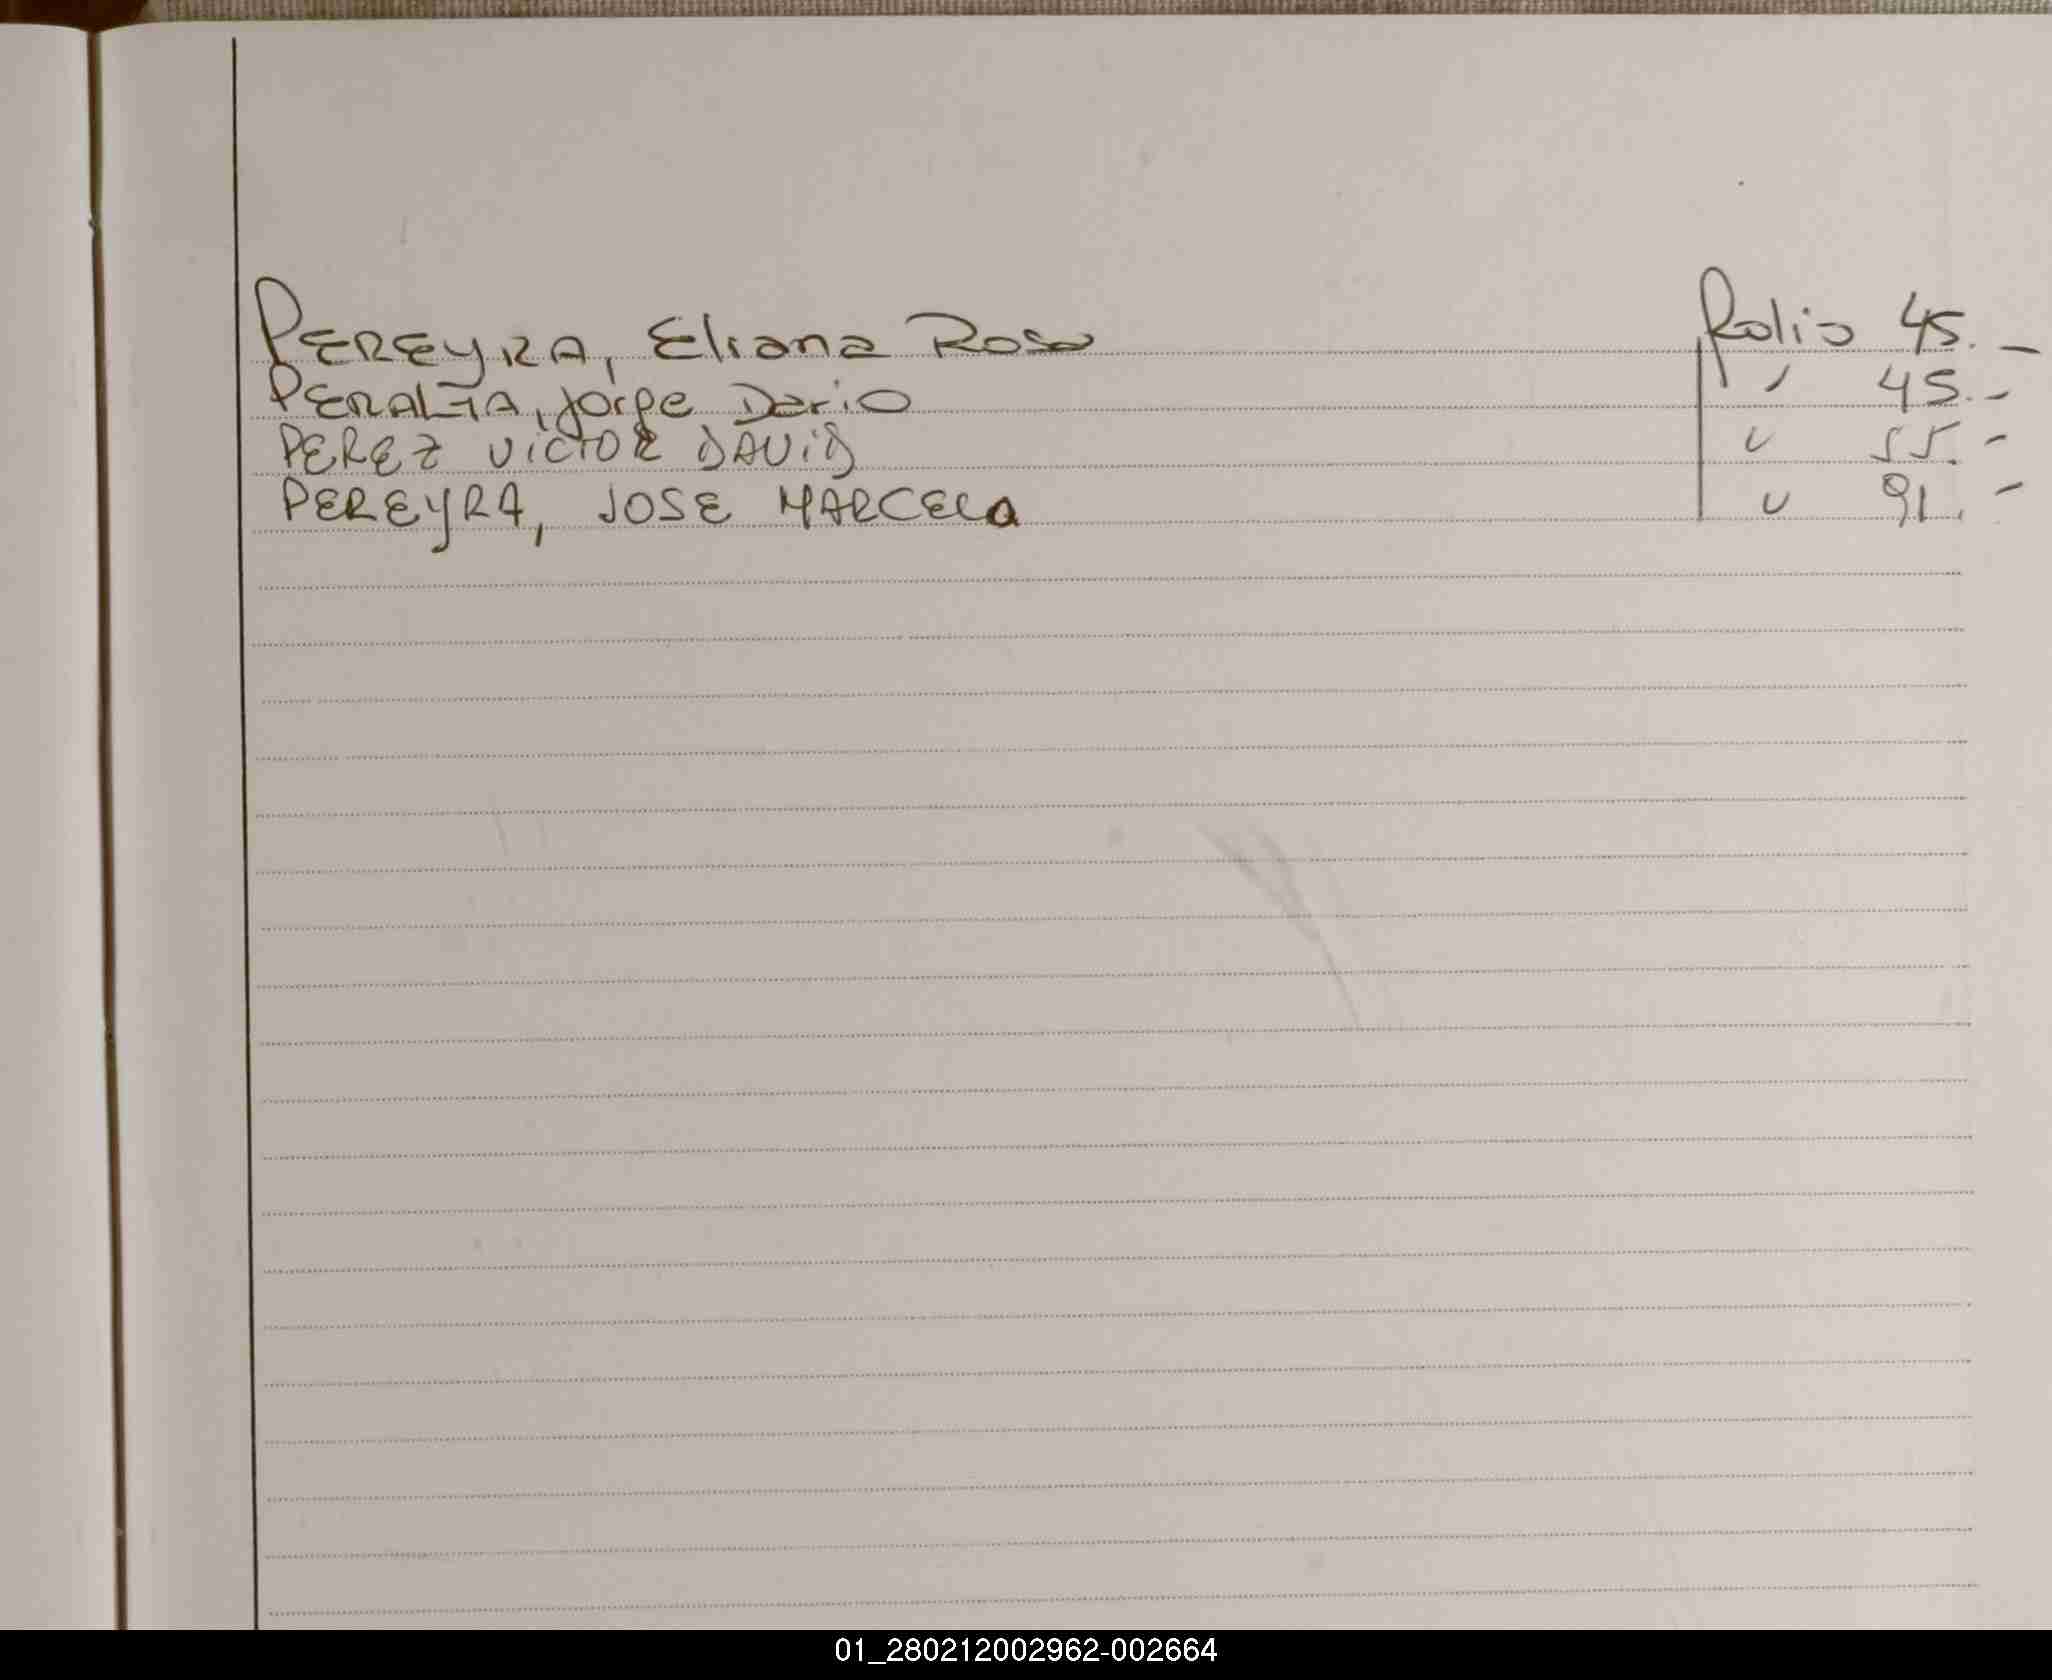 PEREYRA, Eliana Rosa Folio 45. -
PERALTA, Jorge Dario " 45. -
PEREZ VICTOR DAVID " 55. -
PEREYRA, JOSE MARCELO " 91. -
01_280212002962-002664